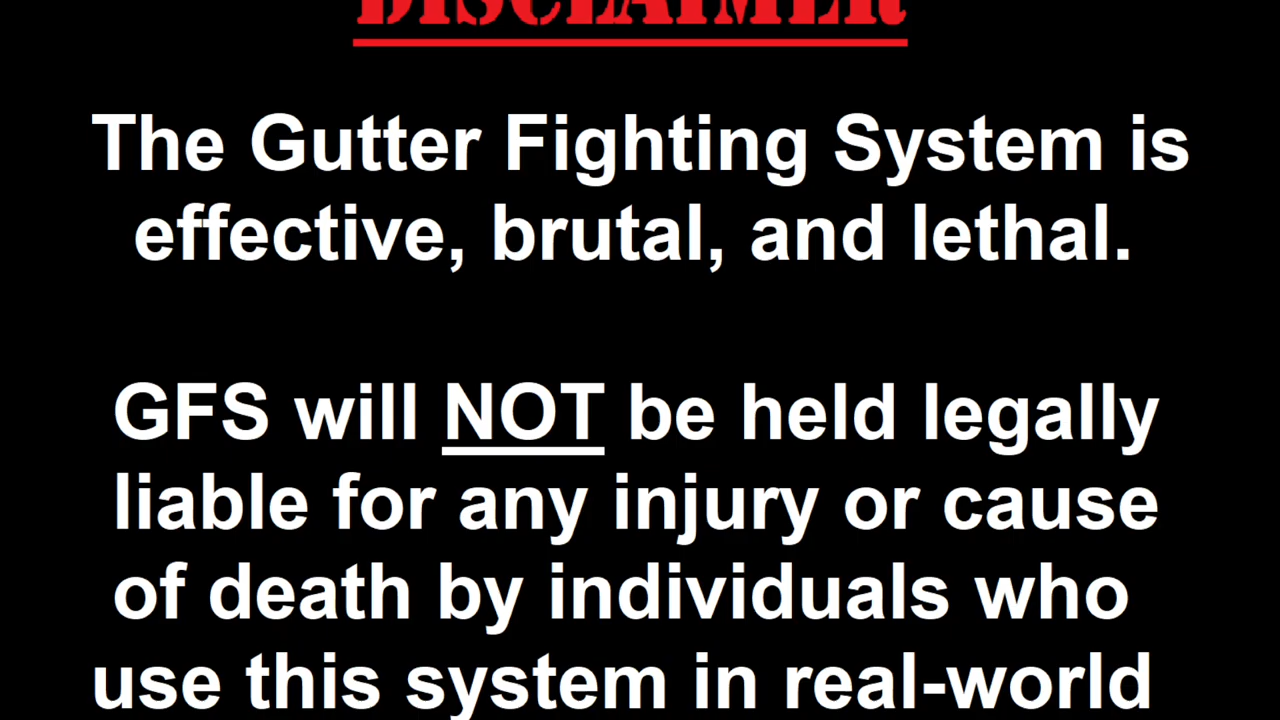 DISCLAIMER
The Gutter Fighting System is
effective, brutal, and lethal.
GFS will NOT be held legally
liable for any injury or cause
of death by individuals who
use this system in real-world